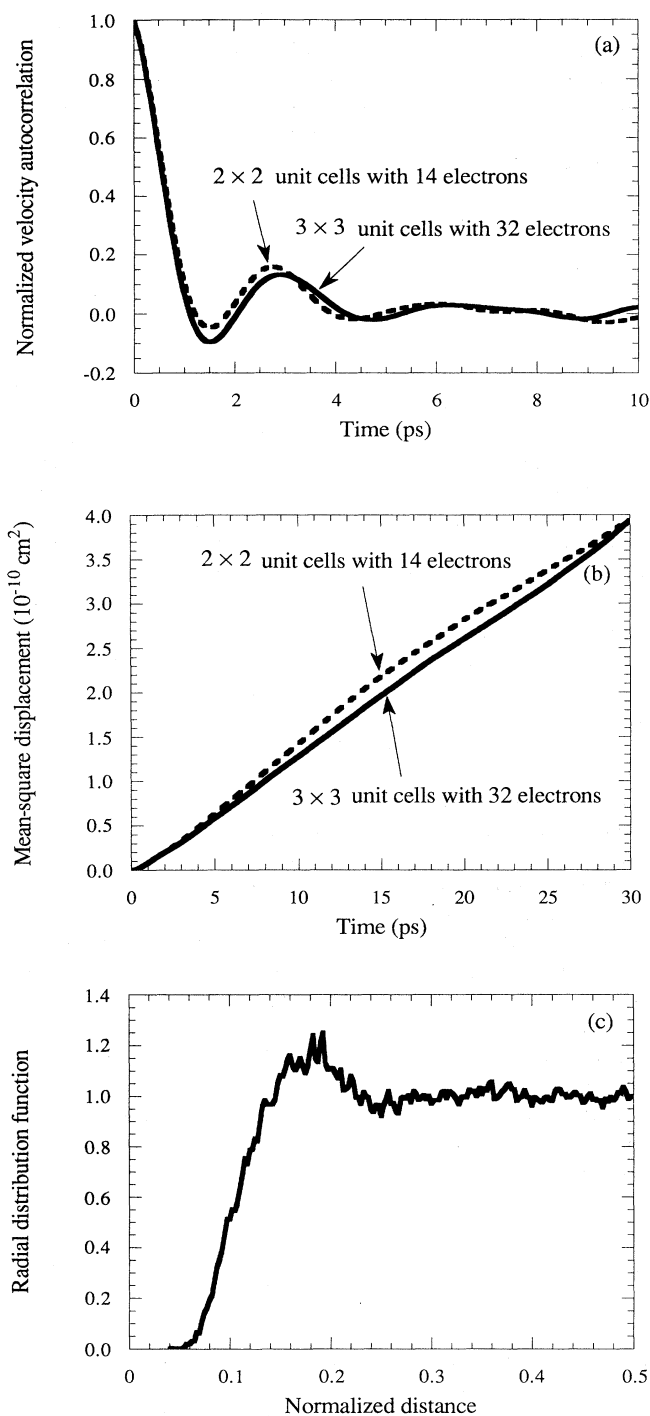 Normalized velocity autocorrelation
1.0
0.8
0.6
0.4
0.2
0.0
-0.2
(a)
2 × 2 unit cells with 14 electrons
3 × 3 unit cells with 32 electrons
0 2 4 6 8 10
Time (ps)
Mean-square displacement (10⁻¹⁰ cm²)
4.0
3.5
3.0
2.5
2.0
1.5
1.0
0.5
0.0
2 × 2 unit cells with 14 electrons
(b)
3 × 3 unit cells with 32 electrons
0 5 10 15 20 25 30
Time (ps)
Radial distribution function
1.4
1.2
1.0
0.8
0.6
0.4
0.2
0.0
(c)
0 0.1 0.2 0.3 0.4 0.5
Normalized distance